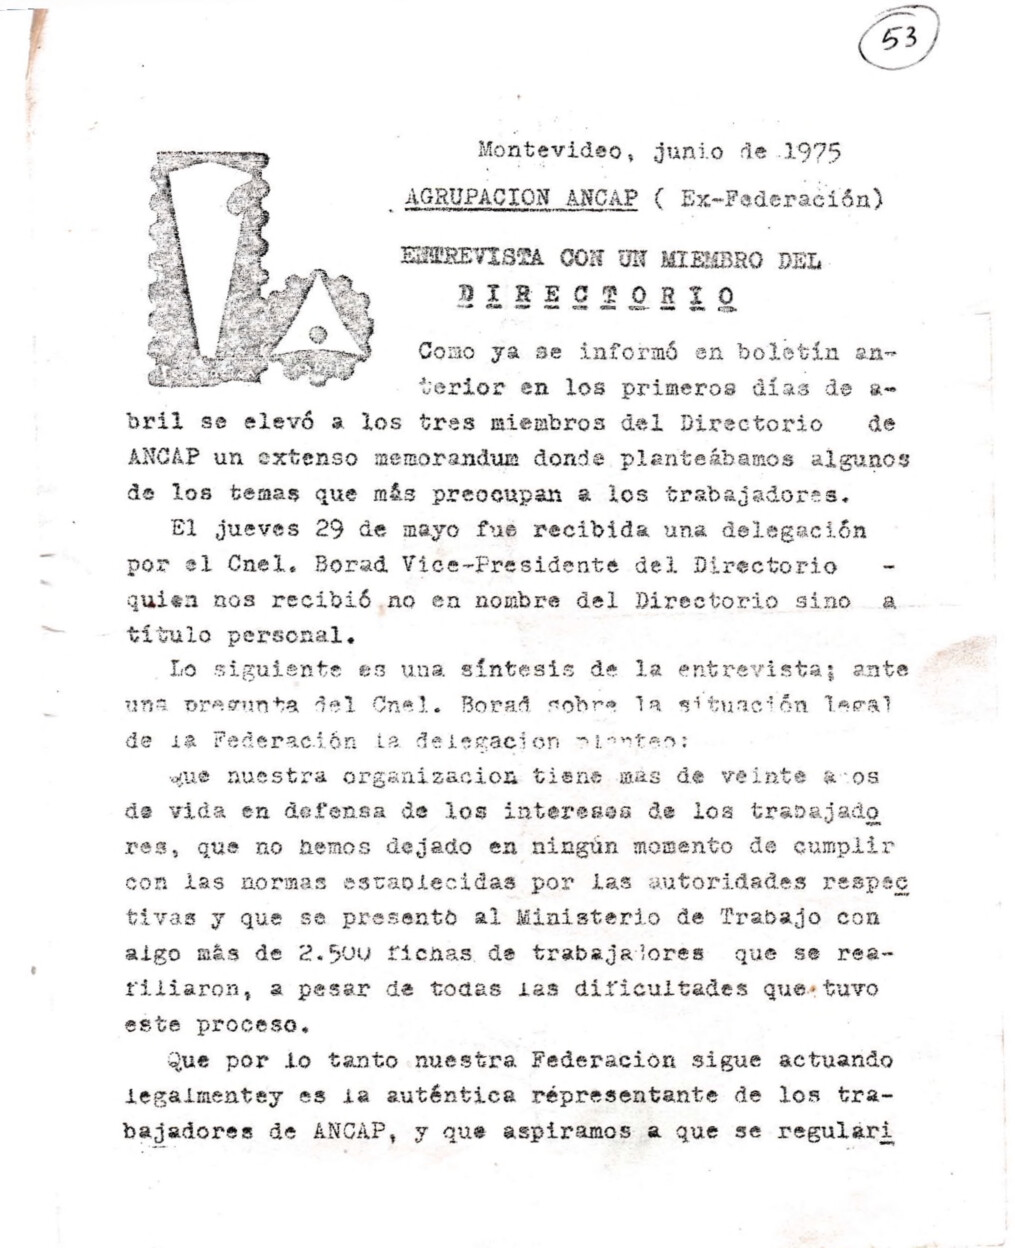 53
Montevideo, junio de 1975
AGRUPACION ANCAP ( Ex-Federación)
ENTREVISTA CON UN MIEMBRO DEL
D I R E C T O R I O
Como ya se informó en boletín an-
terior en los primeros días de a-
bril se elevó a los tres miembros del Directorio de
ANCAP un extenso memorandum donde planteábamos algunos
de los temas que más preocupan a los trabajadores.
El jueves 29 de mayo fue recibida una delegación
por el Cnel. Borad Vice-Presidente del Directorio -
quien nos recibió no en nombre del Directorio sino a
título personal.
Lo siguiente es una síntesis de la entrevista; ante
una pregunta del Cnel. Borad sobre la situación legal
de la Federación la delegacion planteo:
Que nuestra organizacion tiene mas de veinte a os
de vida en defensa de los intereses de los trabajado
res, que no hemos dejado en ningún momento de cumplir
con las normas establecidas por las autoridades respec
tivas y que se presentò al Ministerio de Trabajo con
algo más de 2.500 fichas de trabajadores que se rea-
filiaron, a pesar de todas las dificultades que tuvo
este proceso.
Que por lo tanto nuestra Federacion sigue actuando
legalmentey es la auténtica répresentante de los tra-
bajadores de ANCAP, y que aspiramos a que se regulari